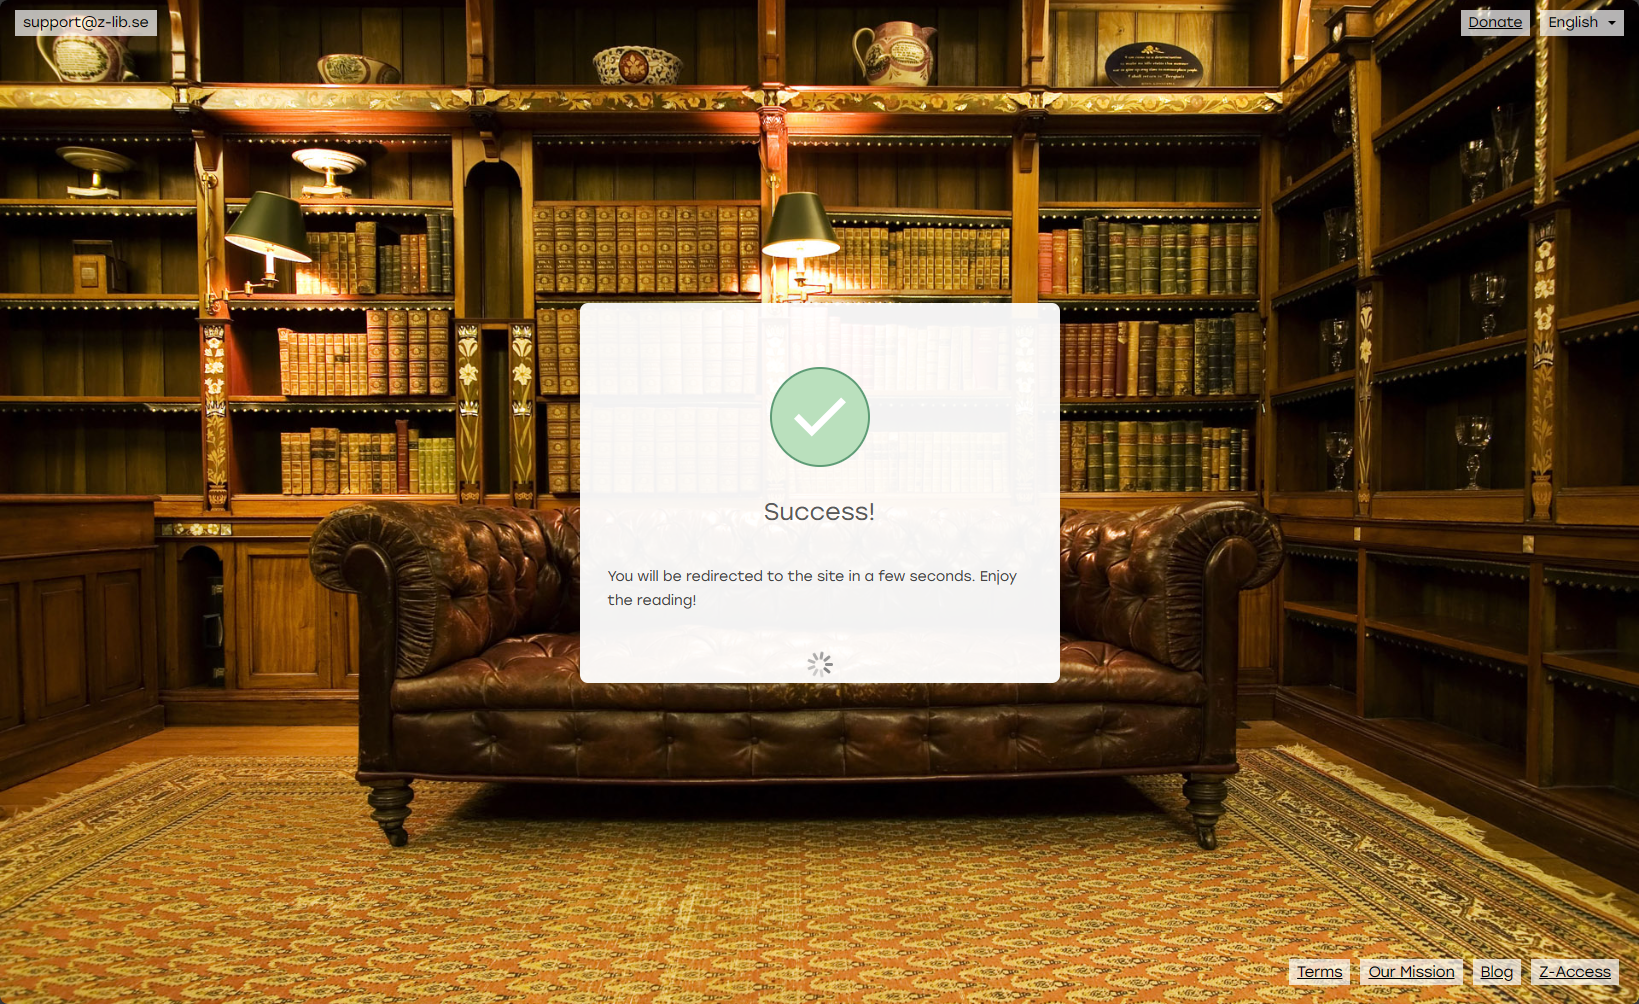 support@z-lib.se
Donate
English
Success!
You will be redirected to the site in a few seconds. Enjoy
the reading!
Terms
Our Mission
Blog
Z-Access